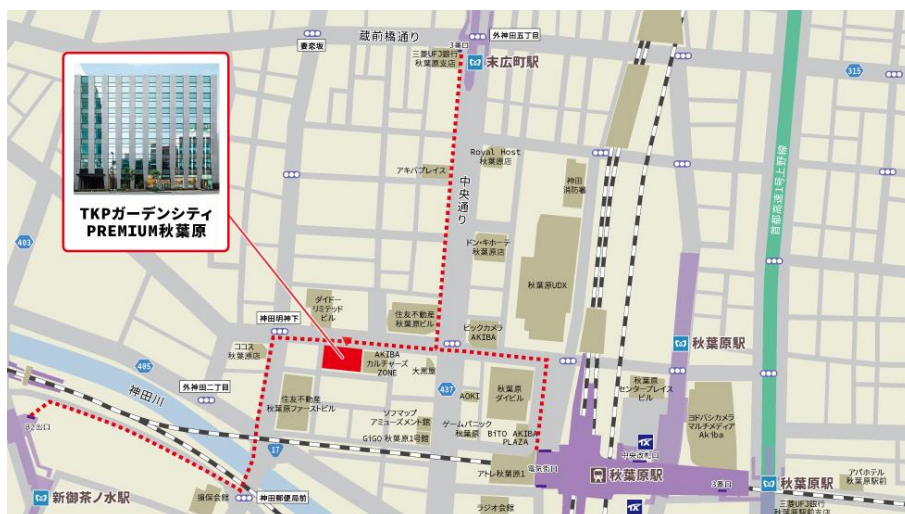 蔵前橋通り
妻恋坂
3番口
三菱UFJ銀行
秋葉原支店
外神田五丁目
末広町駅
315
首都高速1号上野線
TKPガーデンシティ
PREMIUM秋葉原
Royal Host
秋葉原店
アキバプレイス
中央通り
神田
消防署
403
ドン・キホーテ
秋葉原店
秋葉原UDX
ダイドー
リミテッド
ビル
住友不動産
秋葉原ビル
ビックカメラ
AKIBA
神田明神下
ココス
秋葉原店
AKIBA
カルチャーズ
ZONE
大黒屋
秋葉原駅
405
神田川
外神田二丁目
住友不動産
秋葉原ファーストビル
437
AOKI
秋葉原
ダイビル
秋葉原
センタープレイス
ビル
ヨドバシカメラ
マルチメディア
Akiba
ソフマップ
アミューズメント館
ゲームパニック
秋葉原
BiTO AKIBA
PLAZA
GiGO 秋葉原1号館
B2出口
17
電気街口
中央改札口
アトレ秋葉原1
秋葉原駅
3番口
秋葉原駅
アパホテル
秋葉原駅前
新御茶ノ水駅
損保会館
神田郵便局前
ラジオ会館
三菱UFJ銀行
秋葉原駅前支店